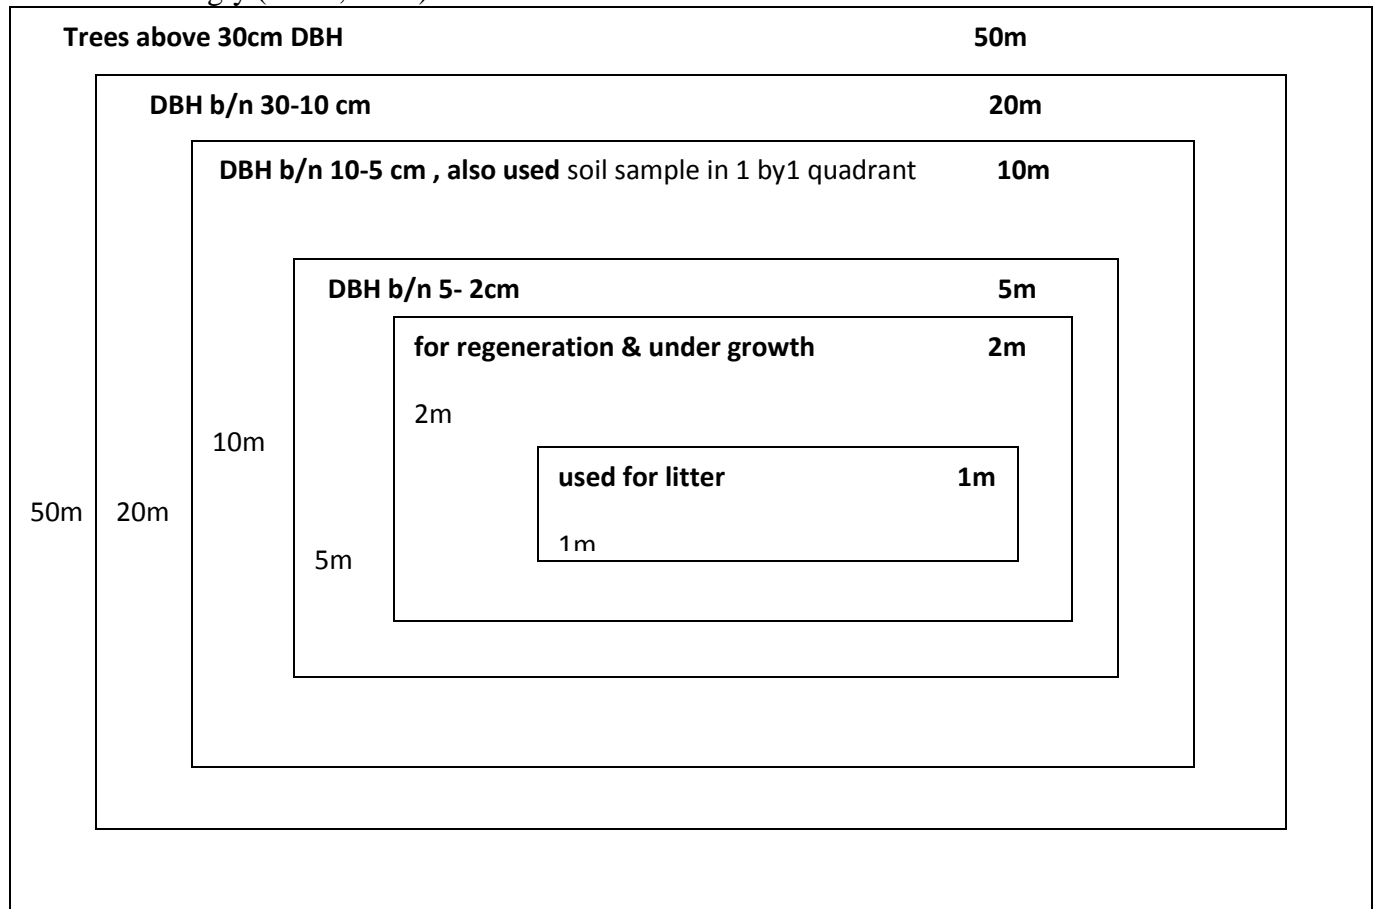 Trees above 30cm DBH 50m
DBH b/n 30-10 cm 20m
DBH b/n 10-5 cm , also used soil sample in 1 by1 quadrant 10m
DBH b/n 5- 2cm 5m
for regeneration & under growth 2m
2m
10m
used for litter 1m
50m 20m
1m
5m